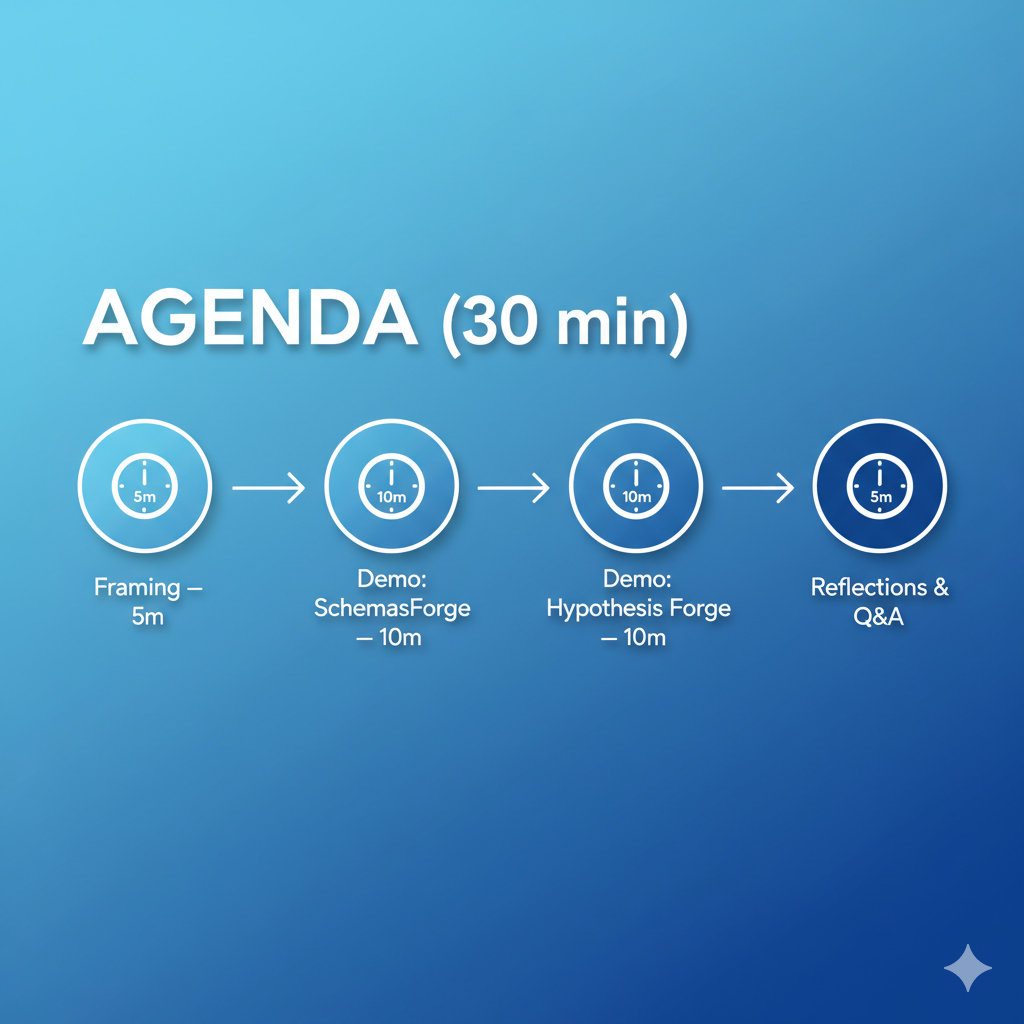 AGENDA (30 min)
5m
10m
10m
5m
Framing –
5m
Demo:
SchemasForge
– 10m
Demo:
Hypothesis Forge
– 10m
Reflections &
Q&A